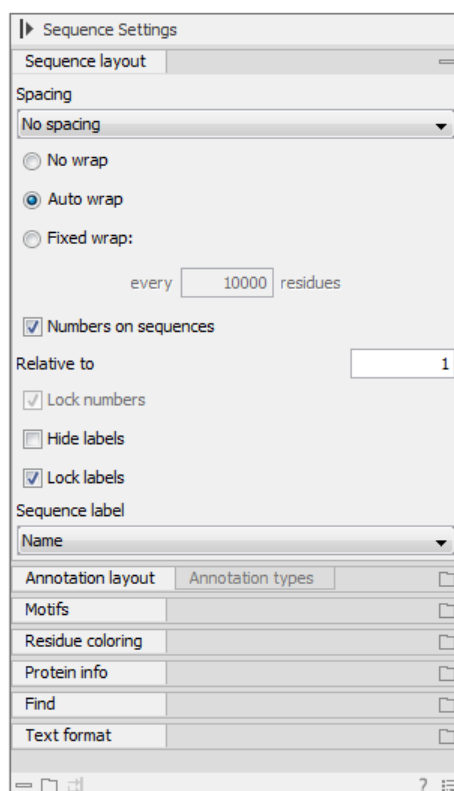 Sequence Settings
Sequence layout
Spacing
No spacing
No wrap
Auto wrap
Fixed wrap:
every 10000 residues
Numbers on sequences
Relative to 1
Lock numbers
Hide labels
Lock labels
Sequence label
Name
Annotation layout Annotation types
Motifs
Residue coloring
Protein info
Find
Text format
?